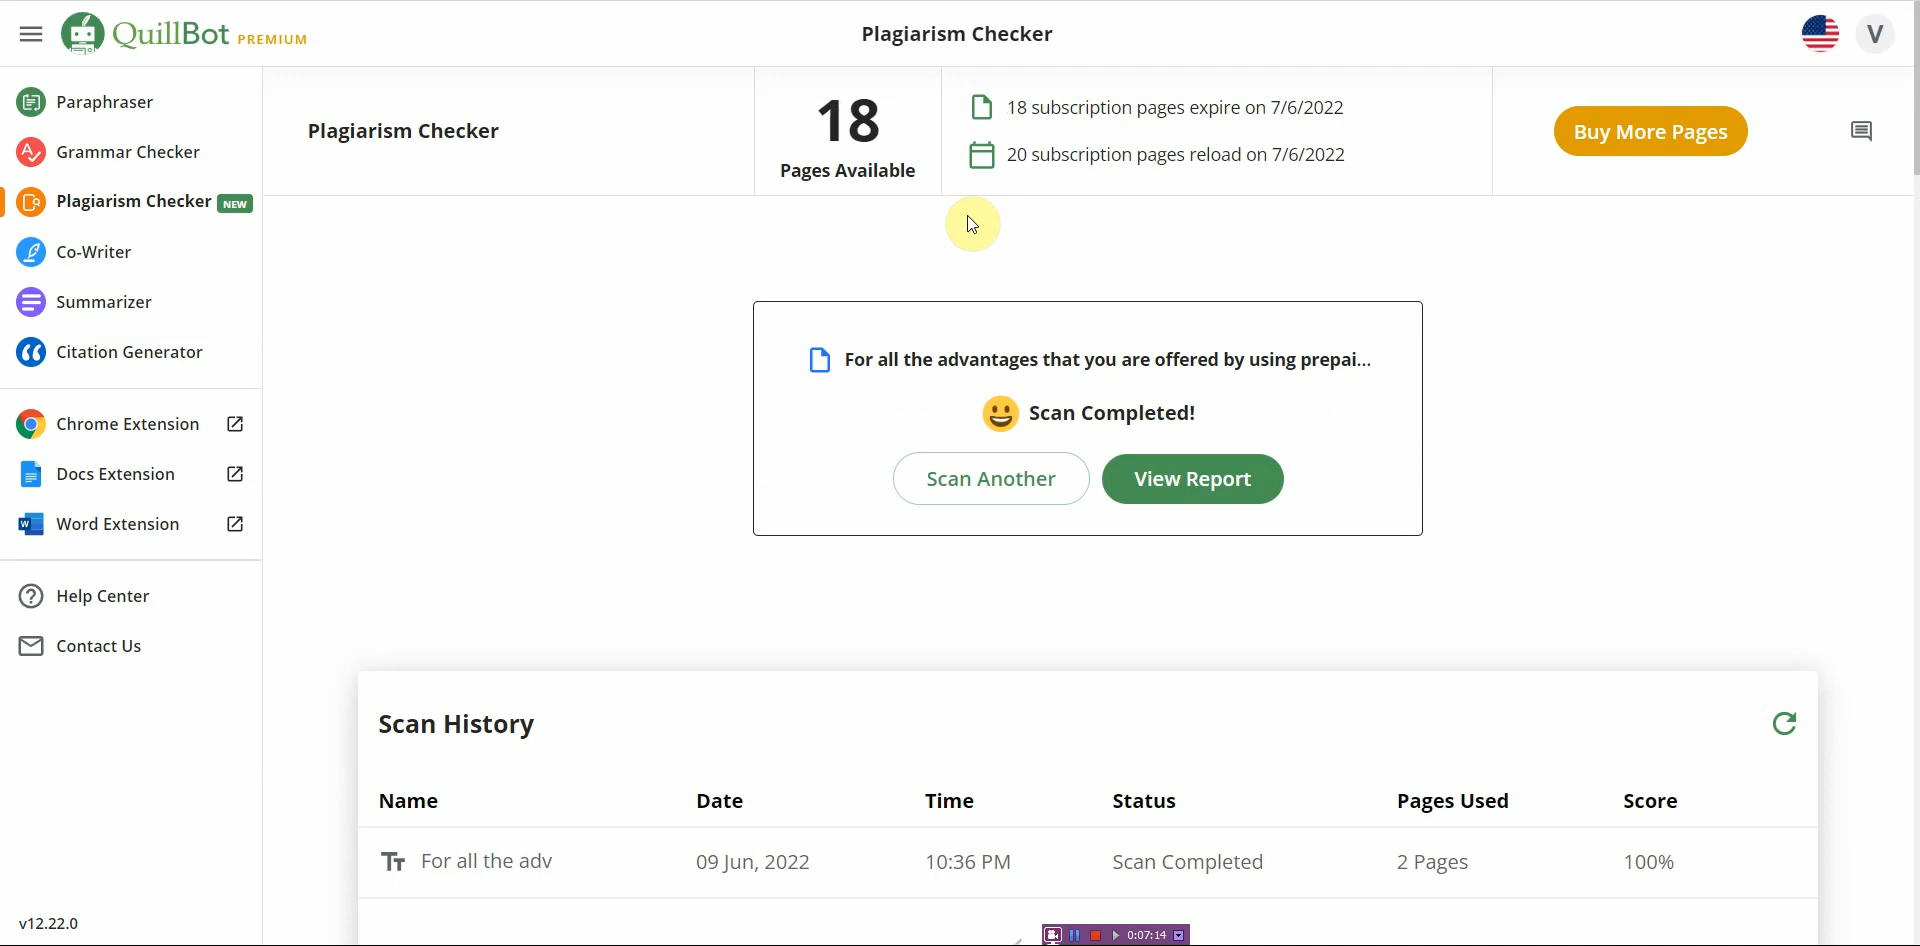 QuillBot PREMIUM
Plagiarism Checker
V
Paraphraser
Grammar Checker
Plagiarism Checker NEW
Co-Writer
Summarizer
Citation Generator
Chrome Extension
Docs Extension
W
Word Extension
Help Center
Contact Us
v12.22.0
Plagiarism Checker
18
Pages Available
18 subscription pages expire on 7/6/2022
20 subscription pages reload on 7/6/2022
Buy More Pages
For all the advantages that you are offered by using prepai...
Scan Completed!
Scan Another
View Report
Scan History
Name Date Time Status Pages Used Score
For all the adv 09 Jun, 2022 10:36 PM Scan Completed 2 Pages 100%
0:07:14